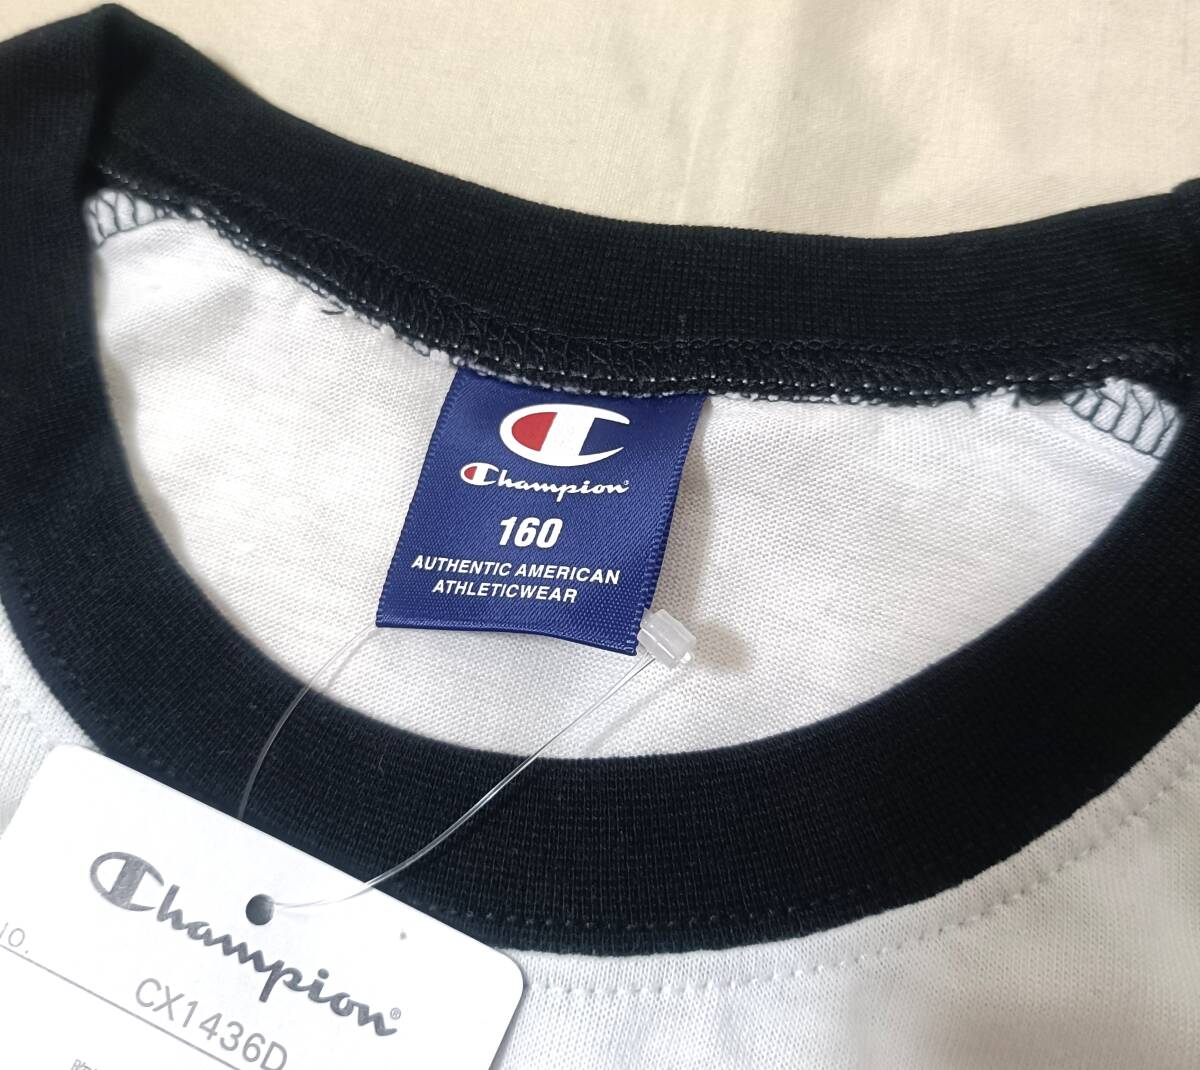 Champion
160
AUTHENTIC AMERICAN
ATHLETICWEAR
Champion®
CX1436D